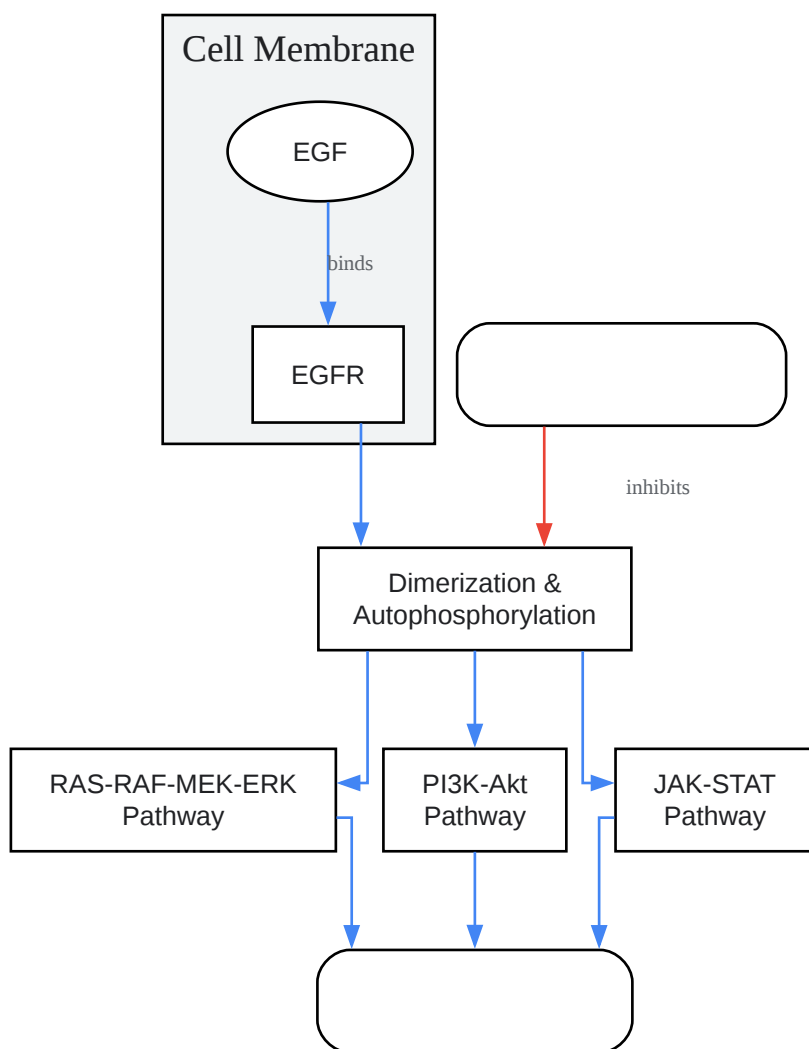 Cell Membrane
EGF
binds
EGFR
inhibits
Dimerization &
Autophosphorylation
RAS-RAF-MEK-ERK
Pathway
PI3K-Akt
Pathway
JAK-STAT
Pathway